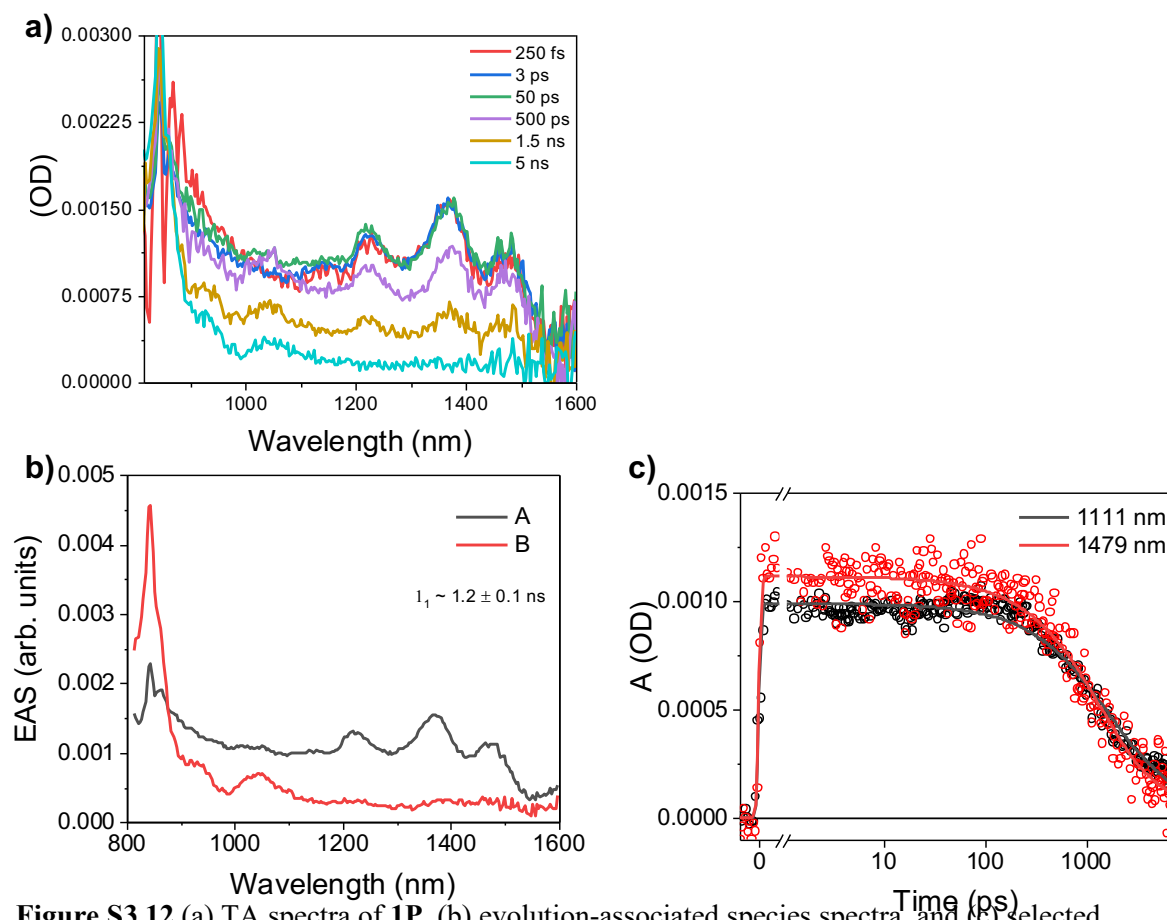 a)
0.00300
0.00225
0.00150
0.00075
0.00000
(OD)
250 fs
3 ps
50 ps
500 ps
1.5 ns
5 ns
1000 1200 1400 1600
Wavelength (nm)
b)
0.005
0.004
0.003
0.002
0.001
0.000
EAS (arb. units)
A
B
1₁ ~ 1.2 ± 0.1 ns
800 1000 1200 1400 1600
Wavelength (nm)
c)
0.0015
0.0010
0.0005
0.0000
A (OD)
1111 nm
1479 nm
0 10 100 1000
Time (ps)
Figure S3.12 (a) TA spectra of 1P, (b) evolution-associated species spectra, and (c) selected